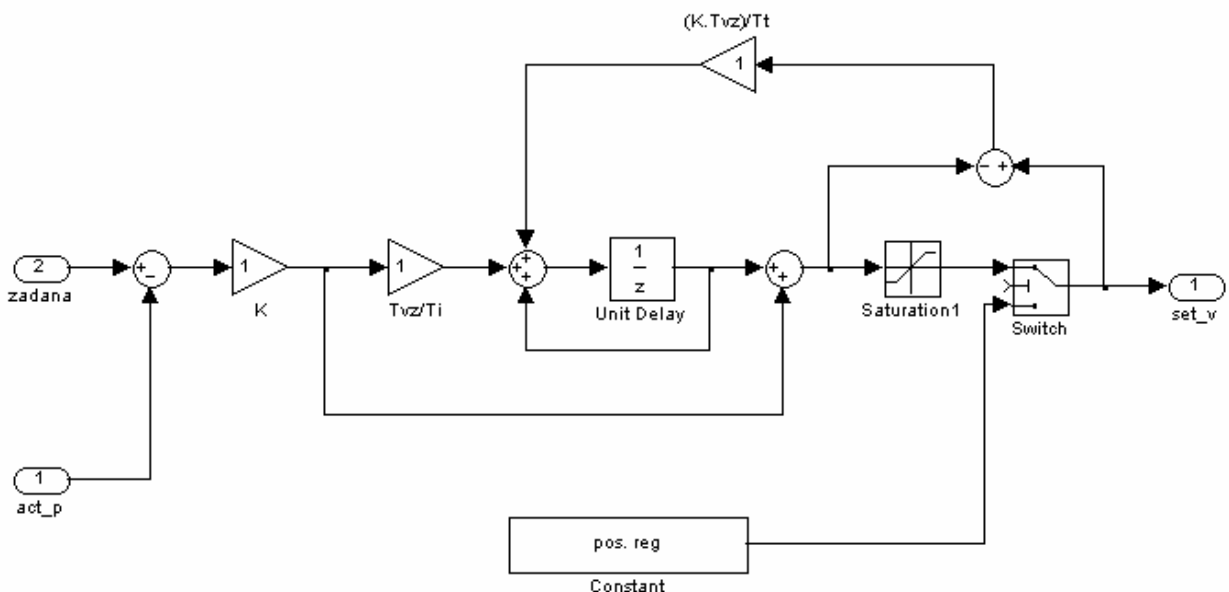 (K.Tvz)/Tt
1
- +
2
zadana
+
-
1
K
1
Tvz/Ti
+
+
+
1
z
Unit Delay
+
+
Saturation1
Switch
1
set_v
1
act_p
pos. reg
Constant